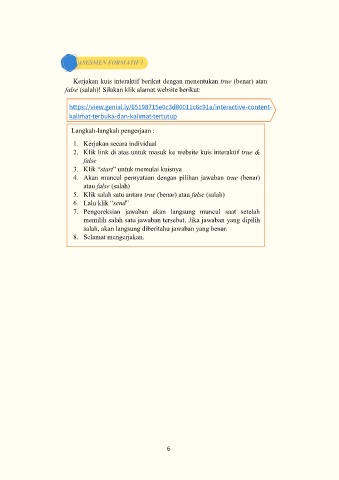 ASESMEN FORMATIF 1
Kerjakan kuis interaktif berikut dengan menentukan true (benar) atau
false (salah)! Silakan klik alamat website berikut:
https://view.genial.ly/65198715e0c3d80011c6c91a/interactive-content-
kalimat-terbuka-dan-kalimat-tertutup
Langkah-langkah pengerjaan :
1. Kerjakan secara individual
2. Klik link di atas untuk masuk ke website kuis interaktif true &
false
3. Klik “start” untuk memulai kuisnya
4. Akan muncul pernyataan dengan pilihan jawaban true (benar)
atau false (salah)
5. Klik salah satu antara true (benar) atau false (salah)
6. Lalu klik “send”
7. Pengoreksian jawaban akan langsung muncul saat setelah
memilih salah satu jawaban tersebut. Jika jawaban yang dipilih
salah, akan langsung diberitahu jawaban yang benar.
8. Selamat mengerjakan.
6